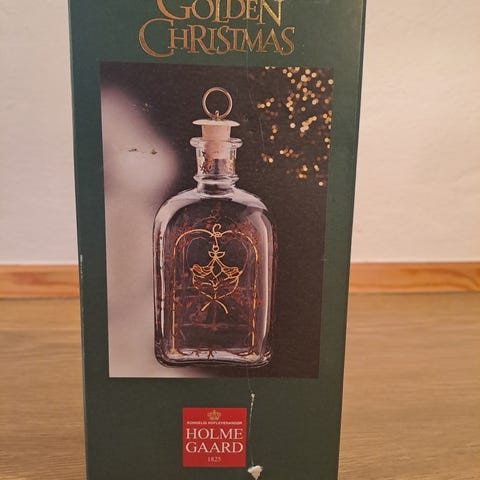 GOLDEN
CHRISTMAS
KONGELIG HOFLEVERANDØR
HOLME
GAARD
1825